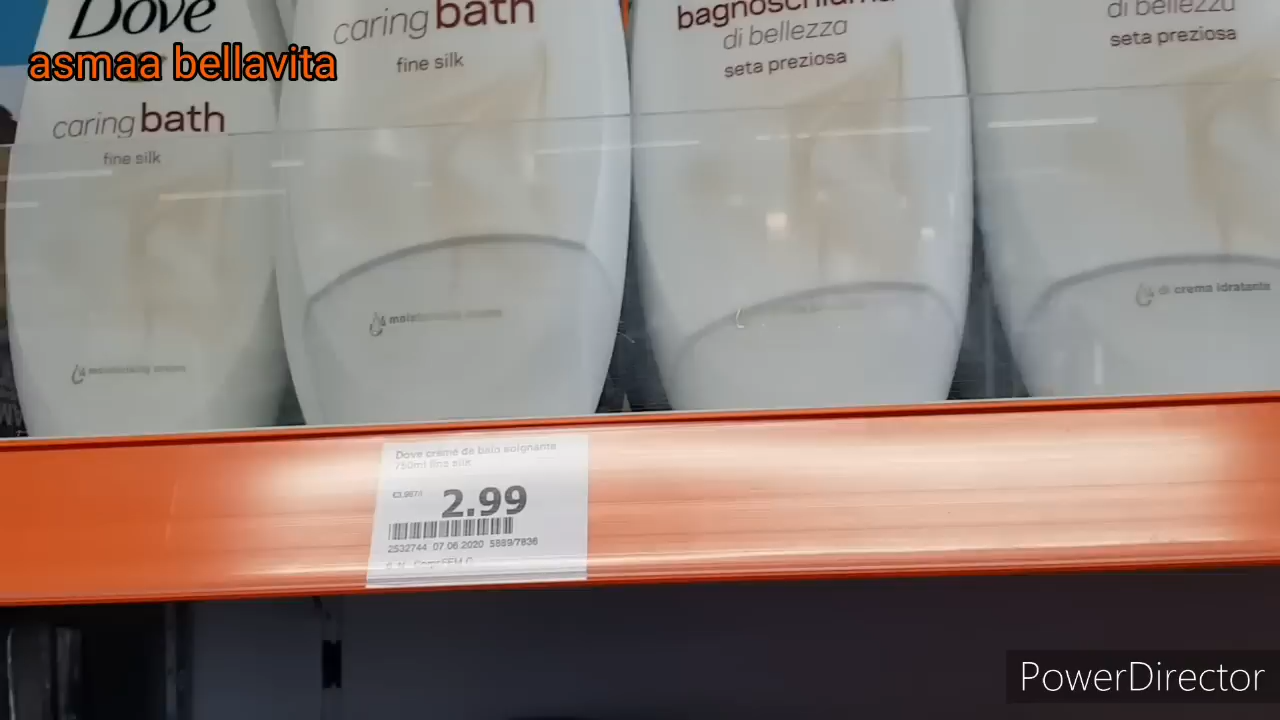 Dove
asmaa bellavita
caring bath
fine silk
caring bath
fine silk
bagnoschiuma
di bellezza
seta preziosa
di bellezza
seta preziosa
di crema idratante
Dove crème de bain soignante
750ml fine silk
2.99
2532744 07.06.2020 5889/7836
PowerDirector